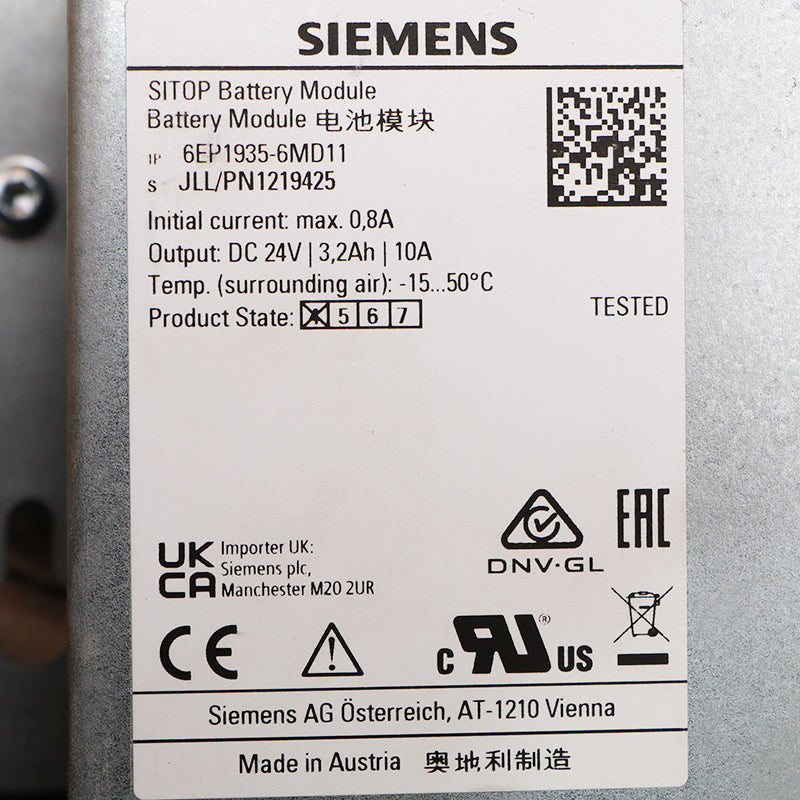 SIEMENS
SITOP Battery Module
Battery Module 电池模块
1P 6EP1935-6MD11
S JLL/PN1219425
Initial current: max. 0,8A
Output: DC 24V | 3,2Ah | 10A
Temp. (surrounding air): -15...50°C
Product State: 4 5 6 7
TESTED
DNV·GL
EAC
UK
CA
Importer UK:
Siemens plc,
Manchester M20 2UR
CE
c RU ® US
Siemens AG Österreich, AT-1210 Vienna
Made in Austria 奥地利制造